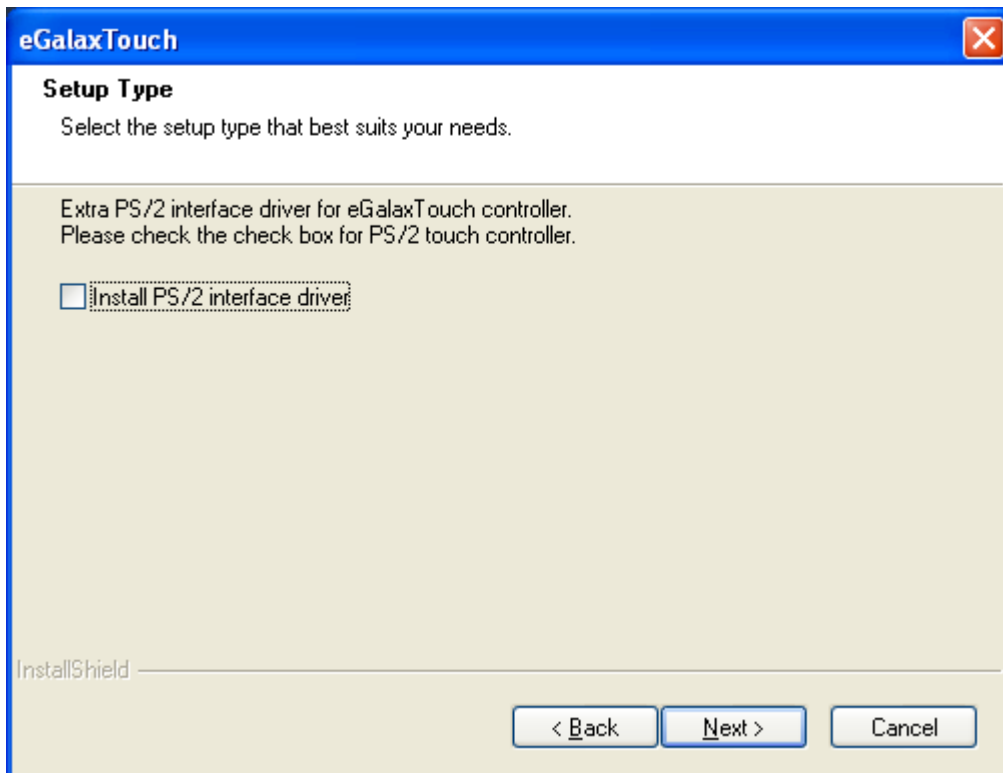 eGalaxTouch
Setup Type
Select the setup type that best suits your needs.
Extra PS/2 interface driver for eGalaxTouch controller.
Please check the check box for PS/2 touch controller.
Install PS/2 interface driver
InstallShield
< Back Next > Cancel